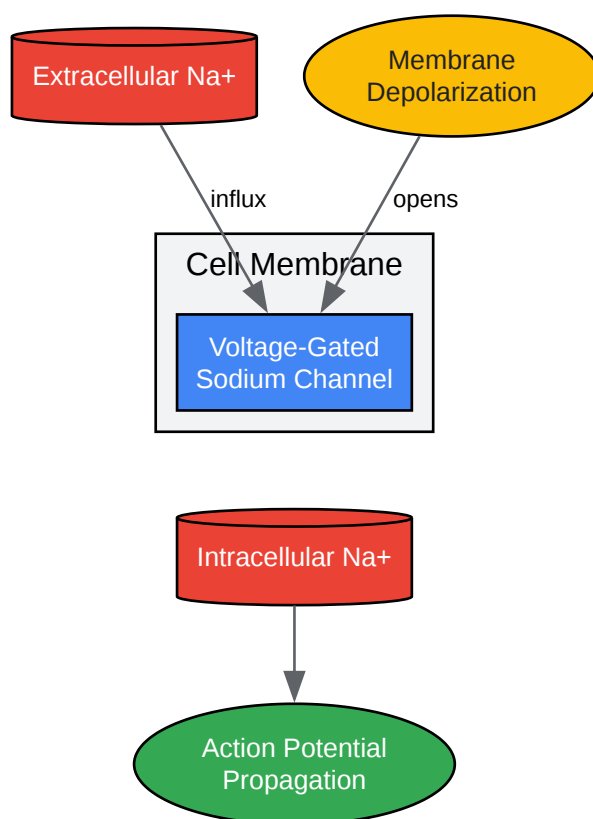 Extracellular Na+
Membrane
Depolarization
influx
opens
Cell Membrane
Voltage-Gated
Sodium Channel
Intracellular Na+
Action Potential
Propagation